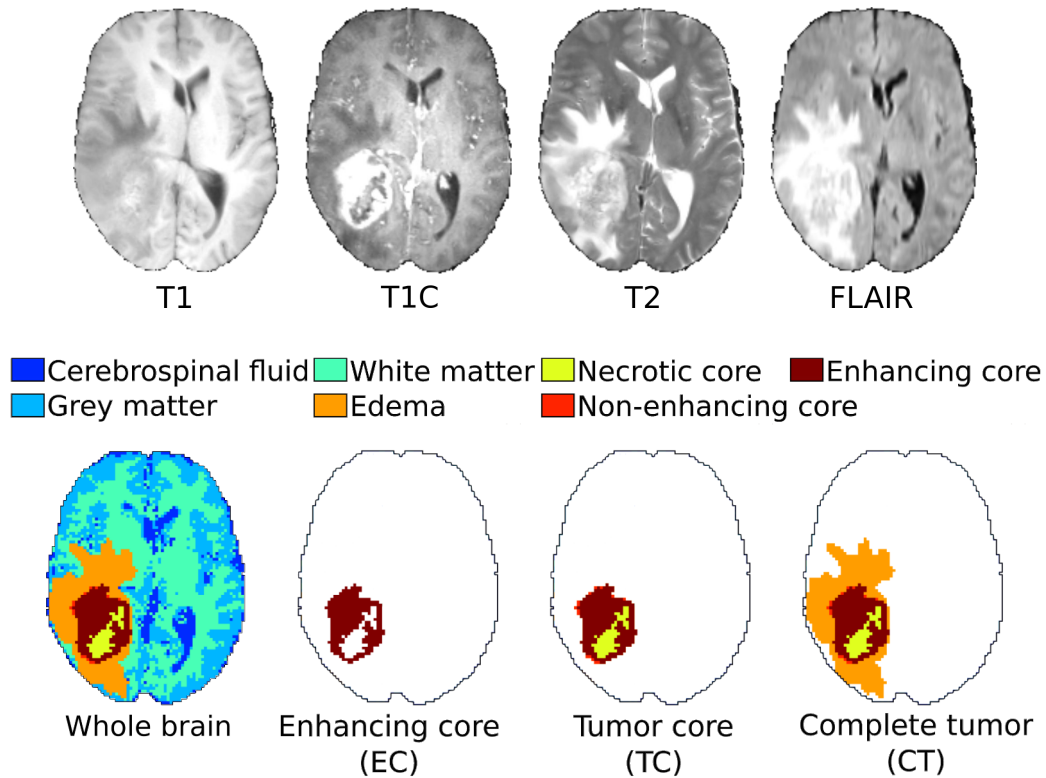 T1 T1C T2 FLAIR
Cerebrospinal fluid White matter Necrotic core Enhancing core
Grey matter Edema Non-enhancing core
Whole brain Enhancing core Tumor core Complete tumor
(EC) (TC) (CT)